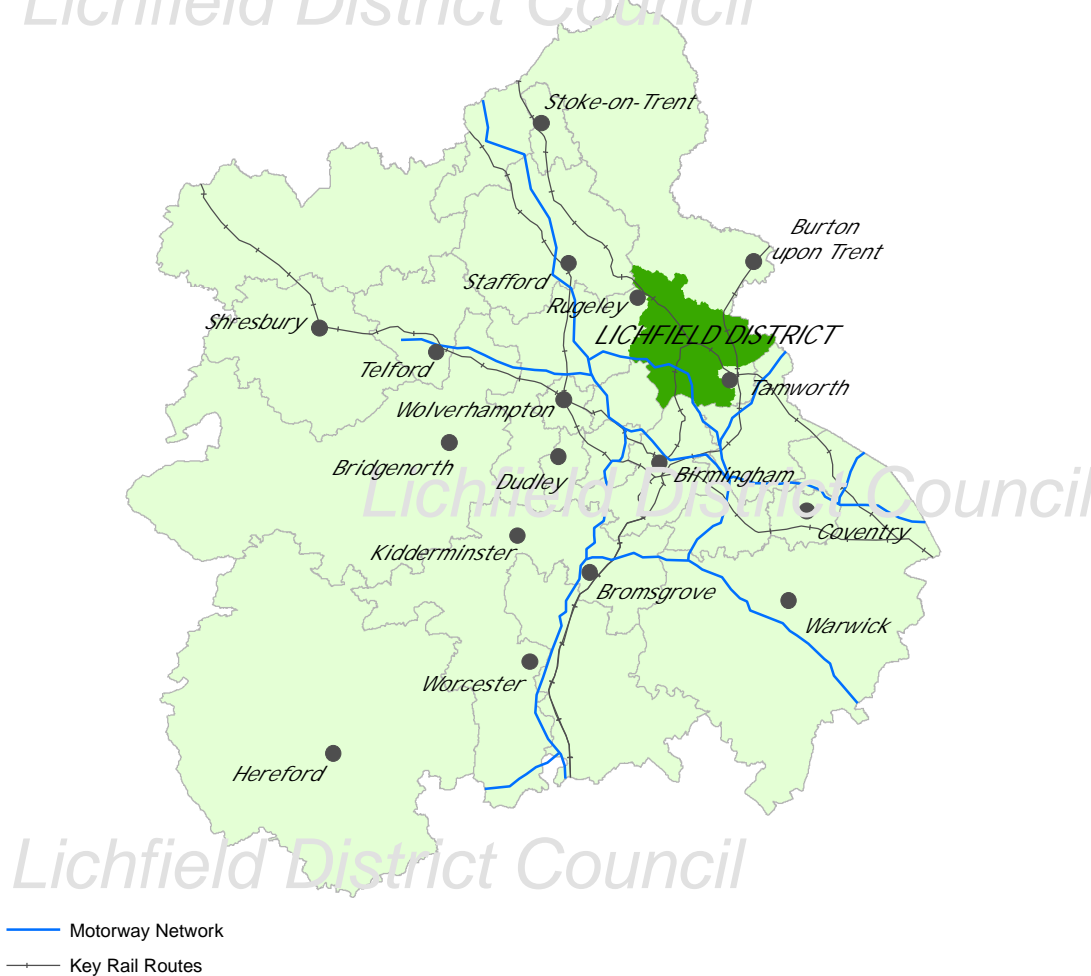 Lichfield District Council
Stoke-on-Trent
Burton
upon Trent
Stafford
Rugeley
Shresbury
LICHFIELD DISTRICT
Telford
Tamworth
Wolverhampton
Bridgenorth
Dudley
Birmingham
Lichfield District Council
Coventry
Kidderminster
Bromsgrove
Warwick
Worcester
Hereford
Lichfield District Council
Motorway Network
Key Rail Routes